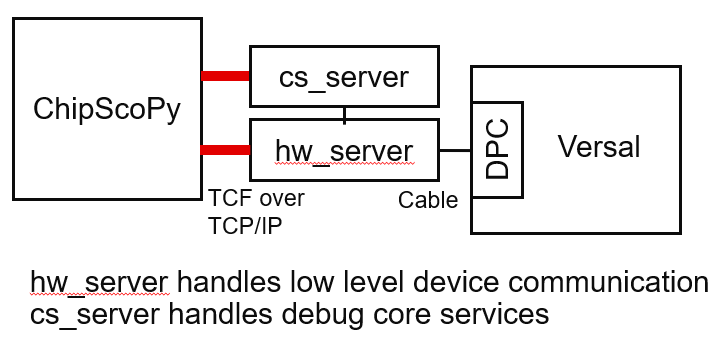 ChipScoPy
cs_server
hw_server
DPC
Versal
TCF over
TCP/IP
Cable
hw_server handles low level device communication
cs_server handles debug core services